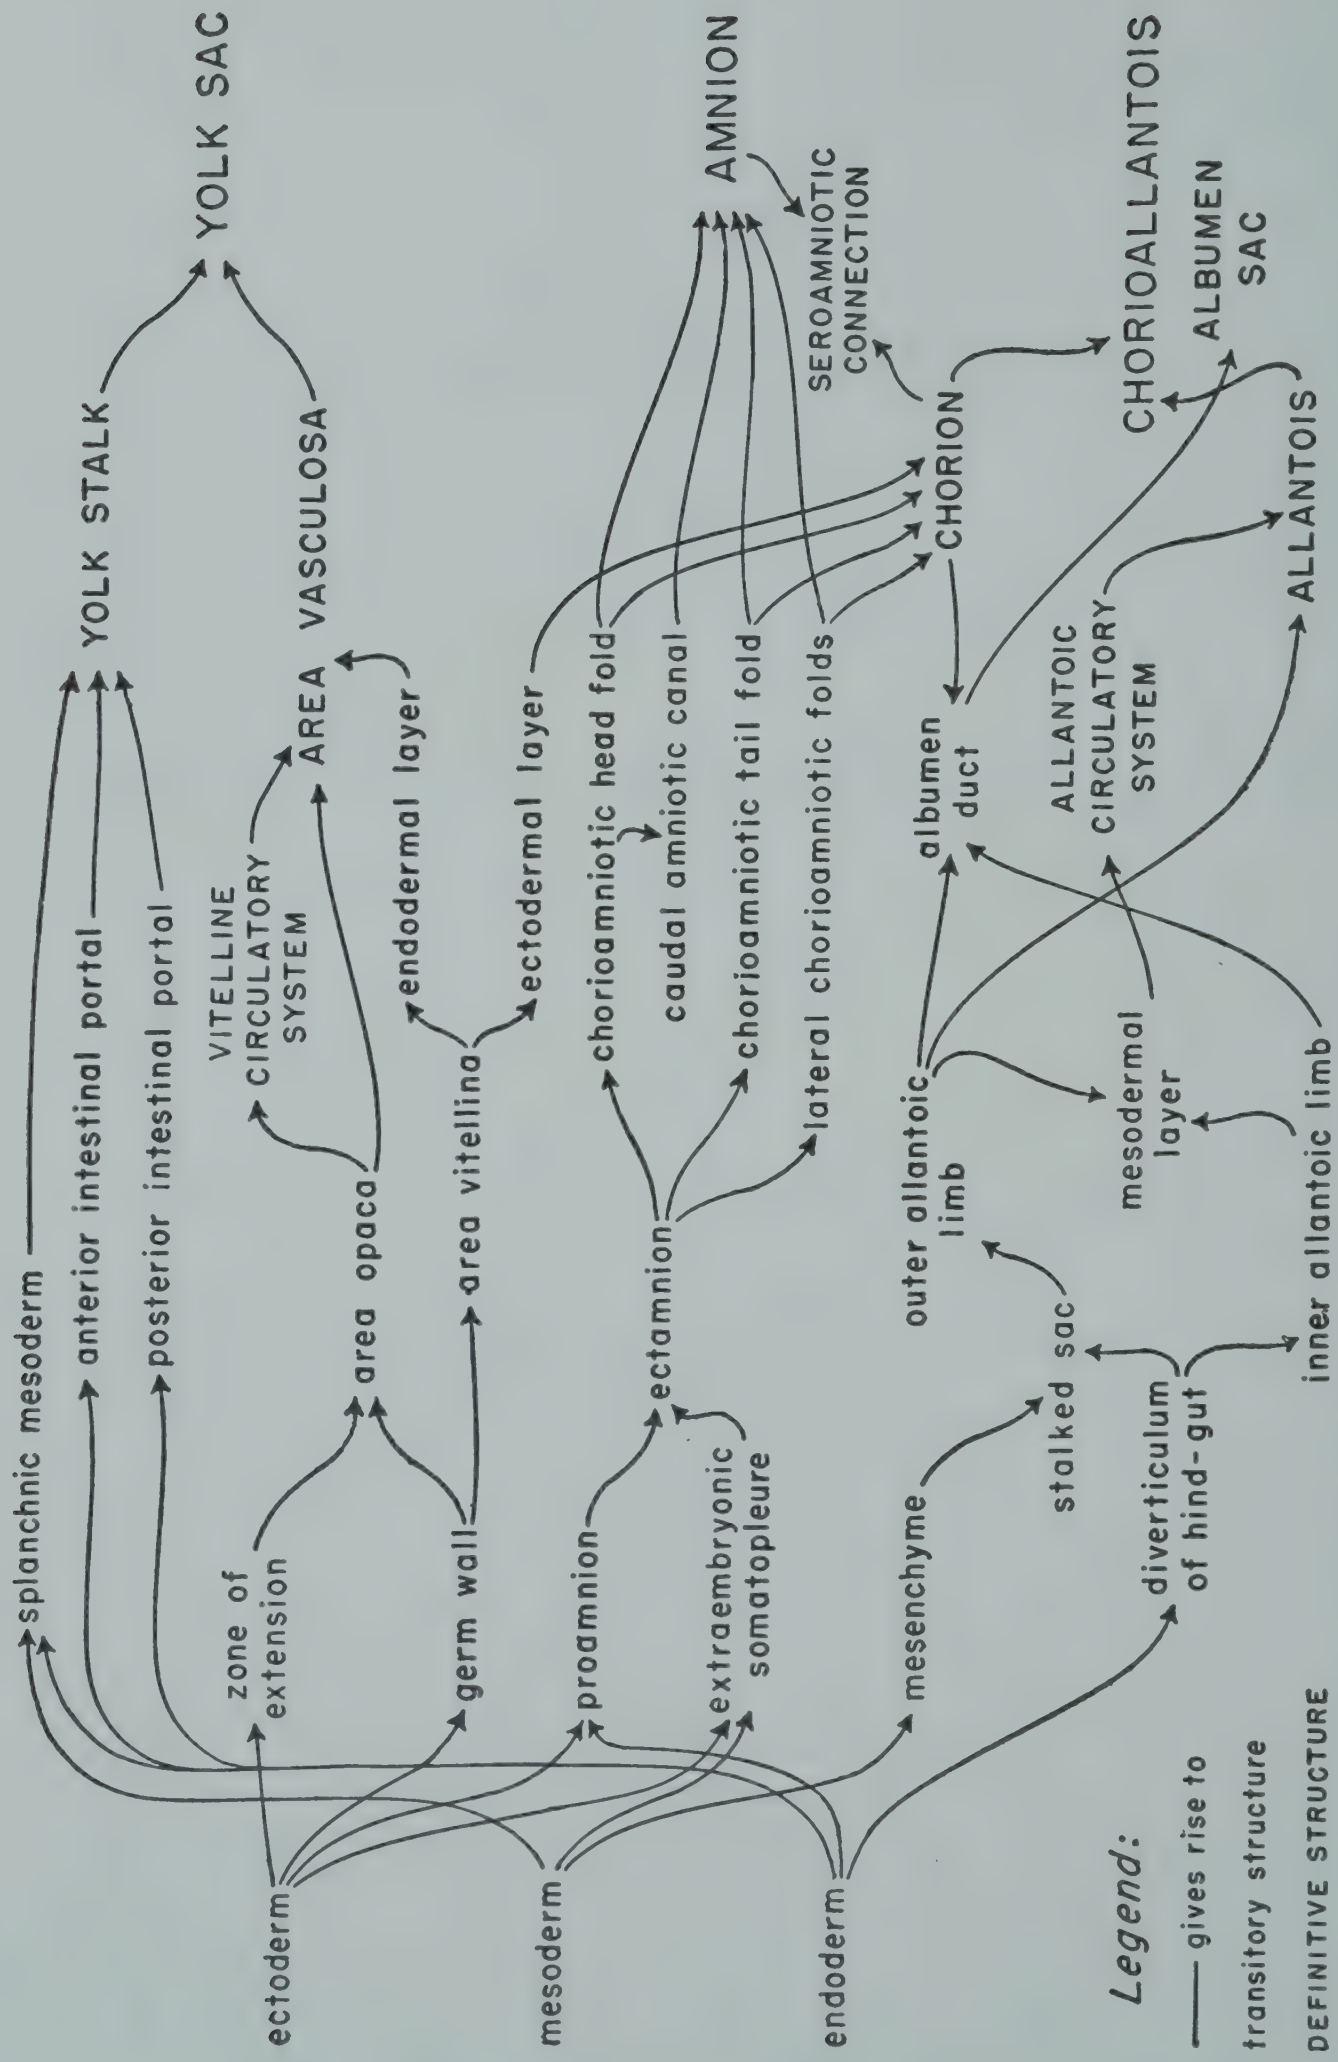 ectoderm
mesoderm
endoderm
splanchnic mesoderm
anterior intestinal portal
posterior intestinal portal
zone of
extension
germ wall
proamnion
extraembryonic
somatopleure
mesenchyme
diverticulum
of hind-gut
area opaca
area vitellina
ectamnion
stalked sac
VITELLINE
CIRCULATORY
SYSTEM
endodermal layer
ectodermal layer
chorioamniotic head fold
caudal amniotic canal
chorioamniotic tail fold
lateral chorioamniotic folds
outer allantoic
limb
mesodermal
layer
inner allantoic limb
albumen
duct
ALLANTOIC
CIRCULATORY
SYSTEM
YOLK STALK
AREA VASCULOSA
CHORION
ALLANTOIS
YOLK SAC
AMNION
SEROAMNIOTIC
CONNECTION
CHORIOALLANTOIS
ALBUMEN
SAC
Legend:
gives rise to
transitory structure
DEFINITIVE STRUCTURE